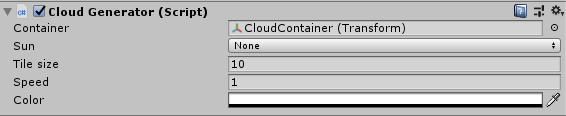 Cloud Generator (Script)
Container CloudContainer (Transform)
Sun None
Tile size 10
Speed 1
Color